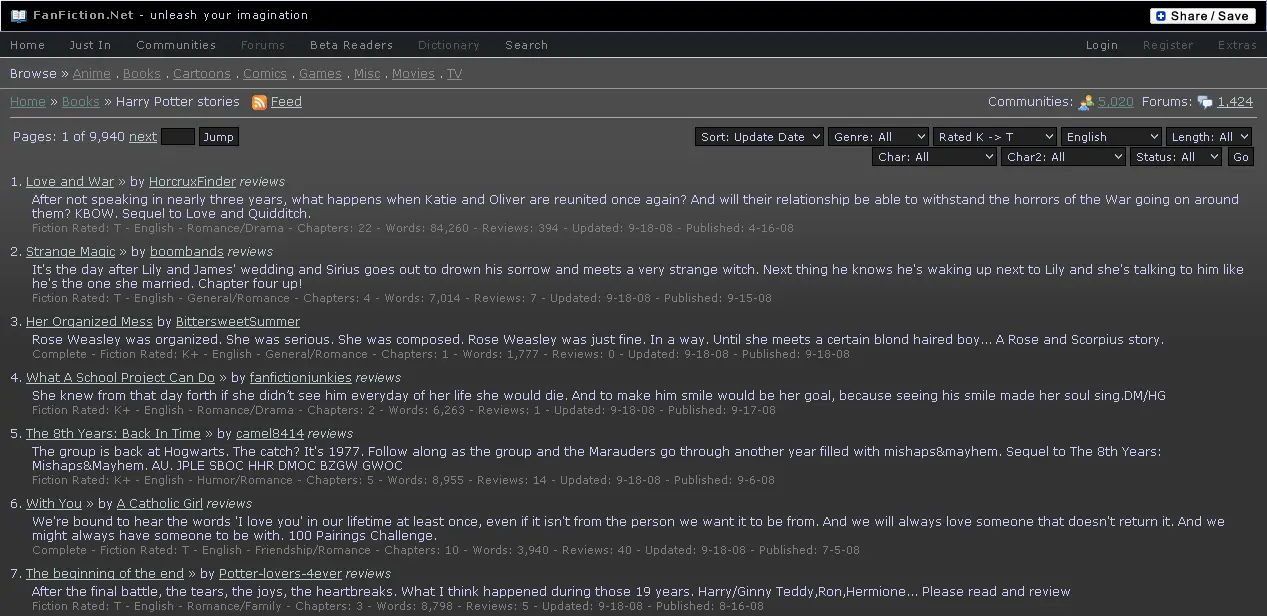 FanFiction.Net - unleash your imagination
Share / Save
Home Just In Communities Forums Beta Readers Dictionary Search Login Register Extras
Browse » Anime . Books . Cartoons . Comics . Games . Misc . Movies . TV
Home » Books » Harry Potter stories Feed Communities: 5,020 Forums: 1,424
Pages: 1 of 9,940 next Jump Sort: Update Date Genre: All Rated K -> T English Length: All
Char: All Char2: All Status: All Go
1. Love and War » by HorcruxFinder reviews
After not speaking in nearly three years, what happens when Katie and Oliver are reunited once again? And will their relationship be able to withstand the horrors of the War going on around
them? KBOW. Sequel to Love and Quidditch.
Fiction Rated: T - English - Romance/Drama - Chapters: 22 - Words: 84,260 - Reviews: 394 - Updated: 9-18-08 - Published: 4-16-08
2. Strange Magic » by boombands reviews
It's the day after Lily and James' wedding and Sirius goes out to drown his sorrow and meets a very strange witch. Next thing he knows he's waking up next to Lily and she's talking to him like
he's the one she married. Chapter four up!
Fiction Rated: T - English - General/Romance - Chapters: 4 - Words: 7,014 - Reviews: 7 - Updated: 9-18-08 - Published: 9-15-08
3. Her Organized Mess by BittersweetSummer
Rose Weasley was organized. She was serious. She was composed. Rose Weasley was just fine. In a way. Until she meets a certain blond haired boy... A Rose and Scorpius story.
Complete - Fiction Rated: K+ - English - General/Romance - Chapters: 1 - Words: 1,777 - Reviews: 0 - Updated: 9-18-08 - Published: 9-18-08
4. What A School Project Can Do » by fanfictionjunkies reviews
She knew from that day forth if she didn't see him everyday of her life she would die. And to make him smile would be her goal, because seeing his smile made her soul sing.DM/HG
Fiction Rated: K+ - English - Romance/Drama - Chapters: 2 - Words: 6,263 - Reviews: 1 - Updated: 9-18-08 - Published: 9-17-08
5. The 8th Years: Back In Time » by camel8414 reviews
The group is back at Hogwarts. The catch? It's 1977. Follow along as the group and the Marauders go through another year filled with mishaps&mayhem. Sequel to The 8th Years:
Mishaps&Mayhem. AU. JPLE SBOC HHR DMOC BZGW GWOC
Fiction Rated: K+ - English - Humor/Romance - Chapters: 5 - Words: 8,955 - Reviews: 14 - Updated: 9-18-08 - Published: 9-6-08
6. With You » by A Catholic Girl reviews
We're bound to hear the words 'I love you' in our lifetime at least once, even if it isn't from the person we want it to be from. And we will always love someone that doesn't return it. And we
might always have someone to be with. 100 Pairings Challenge.
Complete - Fiction Rated: T - English - Friendship/Romance - Chapters: 10 - Words: 3,940 - Reviews: 40 - Updated: 9-18-08 - Published: 7-5-08
7. The beginning of the end » by Potter-lovers-4ever reviews
After the final battle, the tears, the joys, the heartbreaks. What I think happened during those 19 years. Harry/Ginny Teddy,Ron,Hermione... Please read and review
Fiction Rated: T - English - Romance/Family - Chapters: 3 - Words: 8,798 - Reviews: 5 - Updated: 9-18-08 - Published: 8-16-08